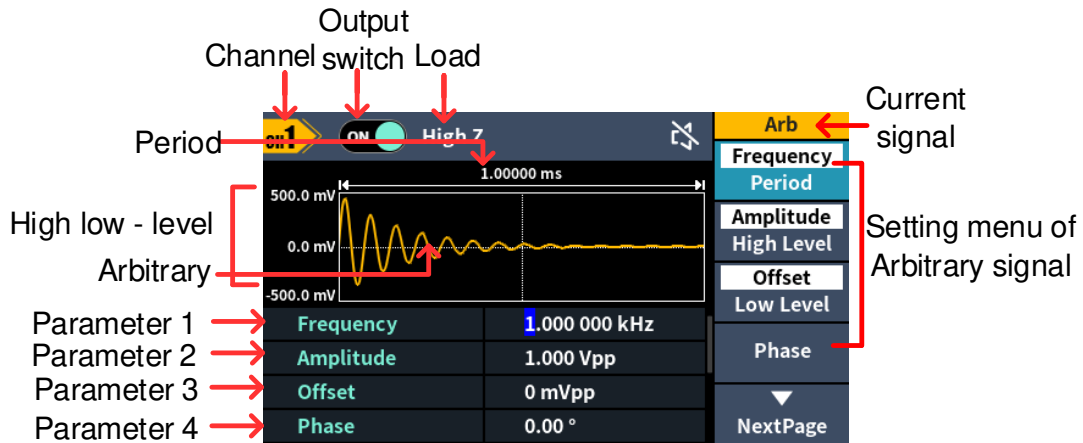 Output
Channel switch Load
Current
signal
CH1
ON
High Z
Arb
Period
1.00000 ms
Frequency
Period
500.0 mV
High low - level
0.0 mV
Amplitude
High Level
Setting menu of
Arbitrary signal
Arbitrary
-500.0 mV
Offset
Low Level
Parameter 1
Frequency
1.000 000 kHz
Parameter 2
Amplitude
1.000 Vpp
Phase
Parameter 3
Offset
0 mVpp
Parameter 4
Phase
0.00 °
NextPage